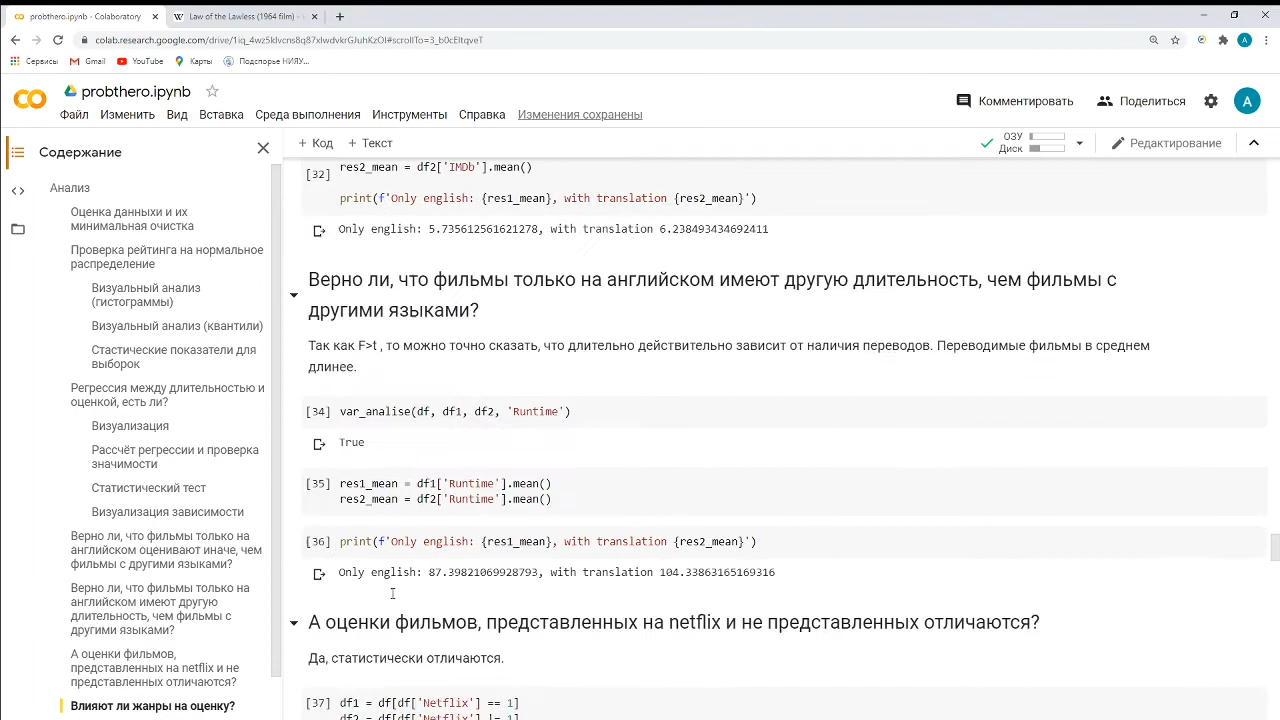 probthero.ipynb - Colaboratory
Law of the Lawless (1964 film) -
colab.research.google.com/drive/1iq_4wz5klvcns8q87xlwdvkrGJuhKzOI#scrollTo=3_b0cEltqveT
Сервисы Gmail YouTube Карты Подспорье НИЯУ...
probthero.ipynb
Комментировать Поделиться A
Файл Изменить Вид Вставка Среда выполнения Инструменты Справка Изменения сохранены
Содержание
+ Код + Текст
ОЗУ
Диск
Редактирование
Анализ
Оценка данныхи и их
минимальная очистка
Проверка рейтинга на нормальное
распределение
Визуальный анализ
(гистограммы)
Визуальный анализ (квантили)
Стастические показатели для
выборок
Регрессия между длительностью и
оценкой, есть ли?
Визуализация
Рассчёт регрессии и проверка
значимости
Статистический тест
Визуализация зависимости
Верно ли, что фильмы только на
английском оценивают иначе, чем
фильмы с другими языками?
Верно ли, что фильмы только на
английском имеют другую
длительность, чем фильмы с
другими языками?
А оценки фильмов,
представленных на netflix и не
представленных отличаются?
Влияют ли жанры на оценку?
[32] res2_mean = df2['IMDb'].mean()
print(f'Only english: {res1_mean}, with translation {res2_mean}')
Only english: 5.735612561621278, with translation 6.238493434692411
Верно ли, что фильмы только на английском имеют другую длительность, чем фильмы с
другими языками?
Так как F>t , то можно точно сказать, что длительно действительно зависит от наличия переводов. Переводимые фильмы в среднем
длинее.
[34] var_analise(df, df1, df2, 'Runtime')
True
[35] res1_mean = df1['Runtime'].mean()
res2_mean = df2['Runtime'].mean()
[36] print(f'Only english: {res1_mean}, with translation {res2_mean}')
Only english: 87.39821069928793, with translation 104.33863165169316
А оценки фильмов, представленных на netflix и не представленных отличаются?
Да, статистически отличаются.
[37] df1 = df[df['Netflix'] == 1]
df2 = df[df['Netflix'] != 1]